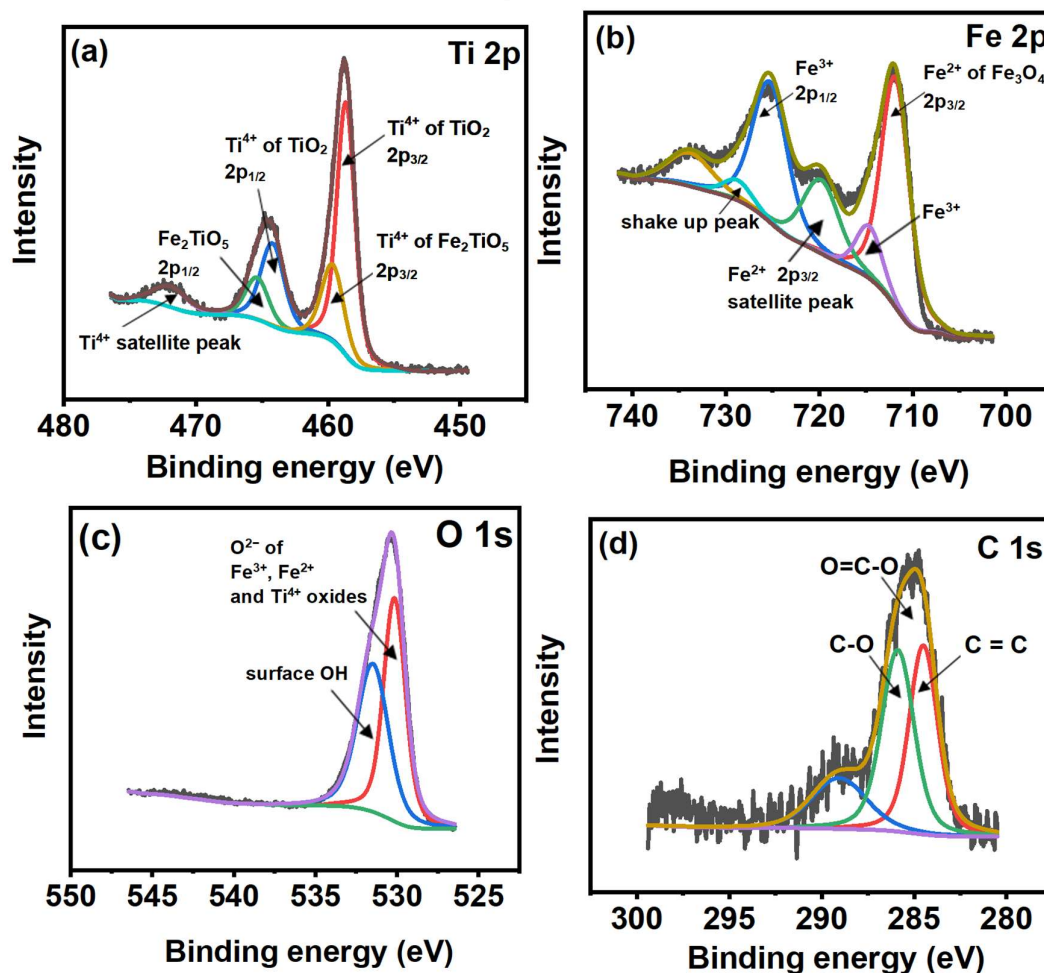 (a)
Ti 2p
Ti⁴⁺ of TiO₂
2p₃/₂
Ti⁴⁺ of TiO₂
2p₁/₂
Fe₂TiO₅
2p₁/₂
Ti⁴⁺ of Fe₂TiO₅
2p₃/₂
Ti⁴⁺ satellite peak
Intensity
480 470 460 450
Binding energy (eV)
(b)
Fe 2p
Fe³⁺
2p₁/₂
Fe²⁺ of Fe₃O₄
2p₃/₂
shake up peak
Fe³⁺
Fe²⁺ 2p₃/₂
satellite peak
Intensity
740 730 720 710 700
Binding energy (eV)
(c)
O 1s
O²⁻ of
Fe³⁺, Fe²⁺
and Ti⁴⁺ oxides
surface OH
Intensity
550 545 540 535 530 525
Binding energy (eV)
(d)
C 1s
O=C-O
C-O
C = C
Intensity
300 295 290 285 280
Binding energy (eV)